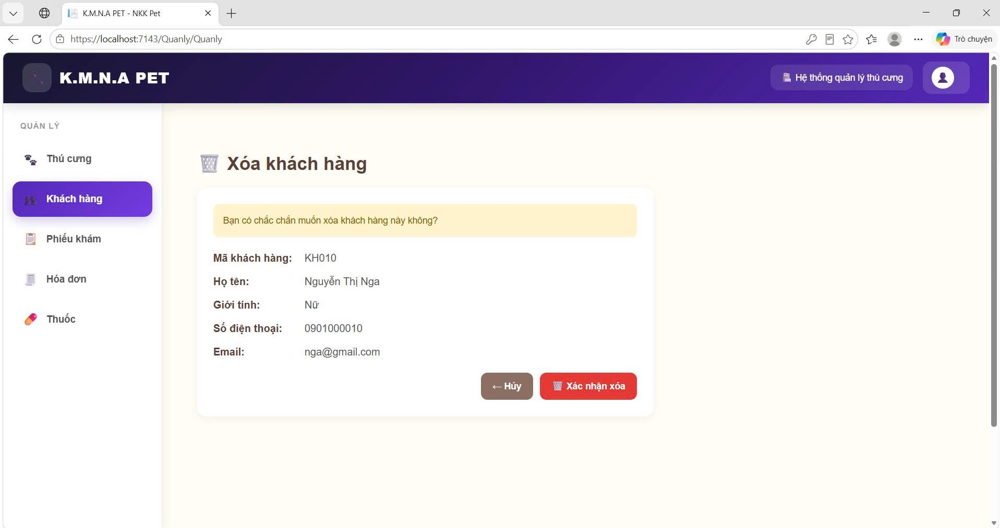 K.M.N.A PET - NKK Pet
https://localhost:7143/Quanly/Quanly
Trò chuyện
K.M.N.A PET
Hệ thống quản lý thú cưng
QUẢN LÝ
Thú cưng
Khách hàng
Phiếu khám
Hóa đơn
Thuốc
Xóa khách hàng
Bạn có chắc chắn muốn xóa khách hàng này không?
Mã khách hàng: KH010
Họ tên: Nguyễn Thị Nga
Giới tính: Nữ
Số điện thoại: 0901000010
Email: nga@gmail.com
← Hủy
Xác nhận xóa